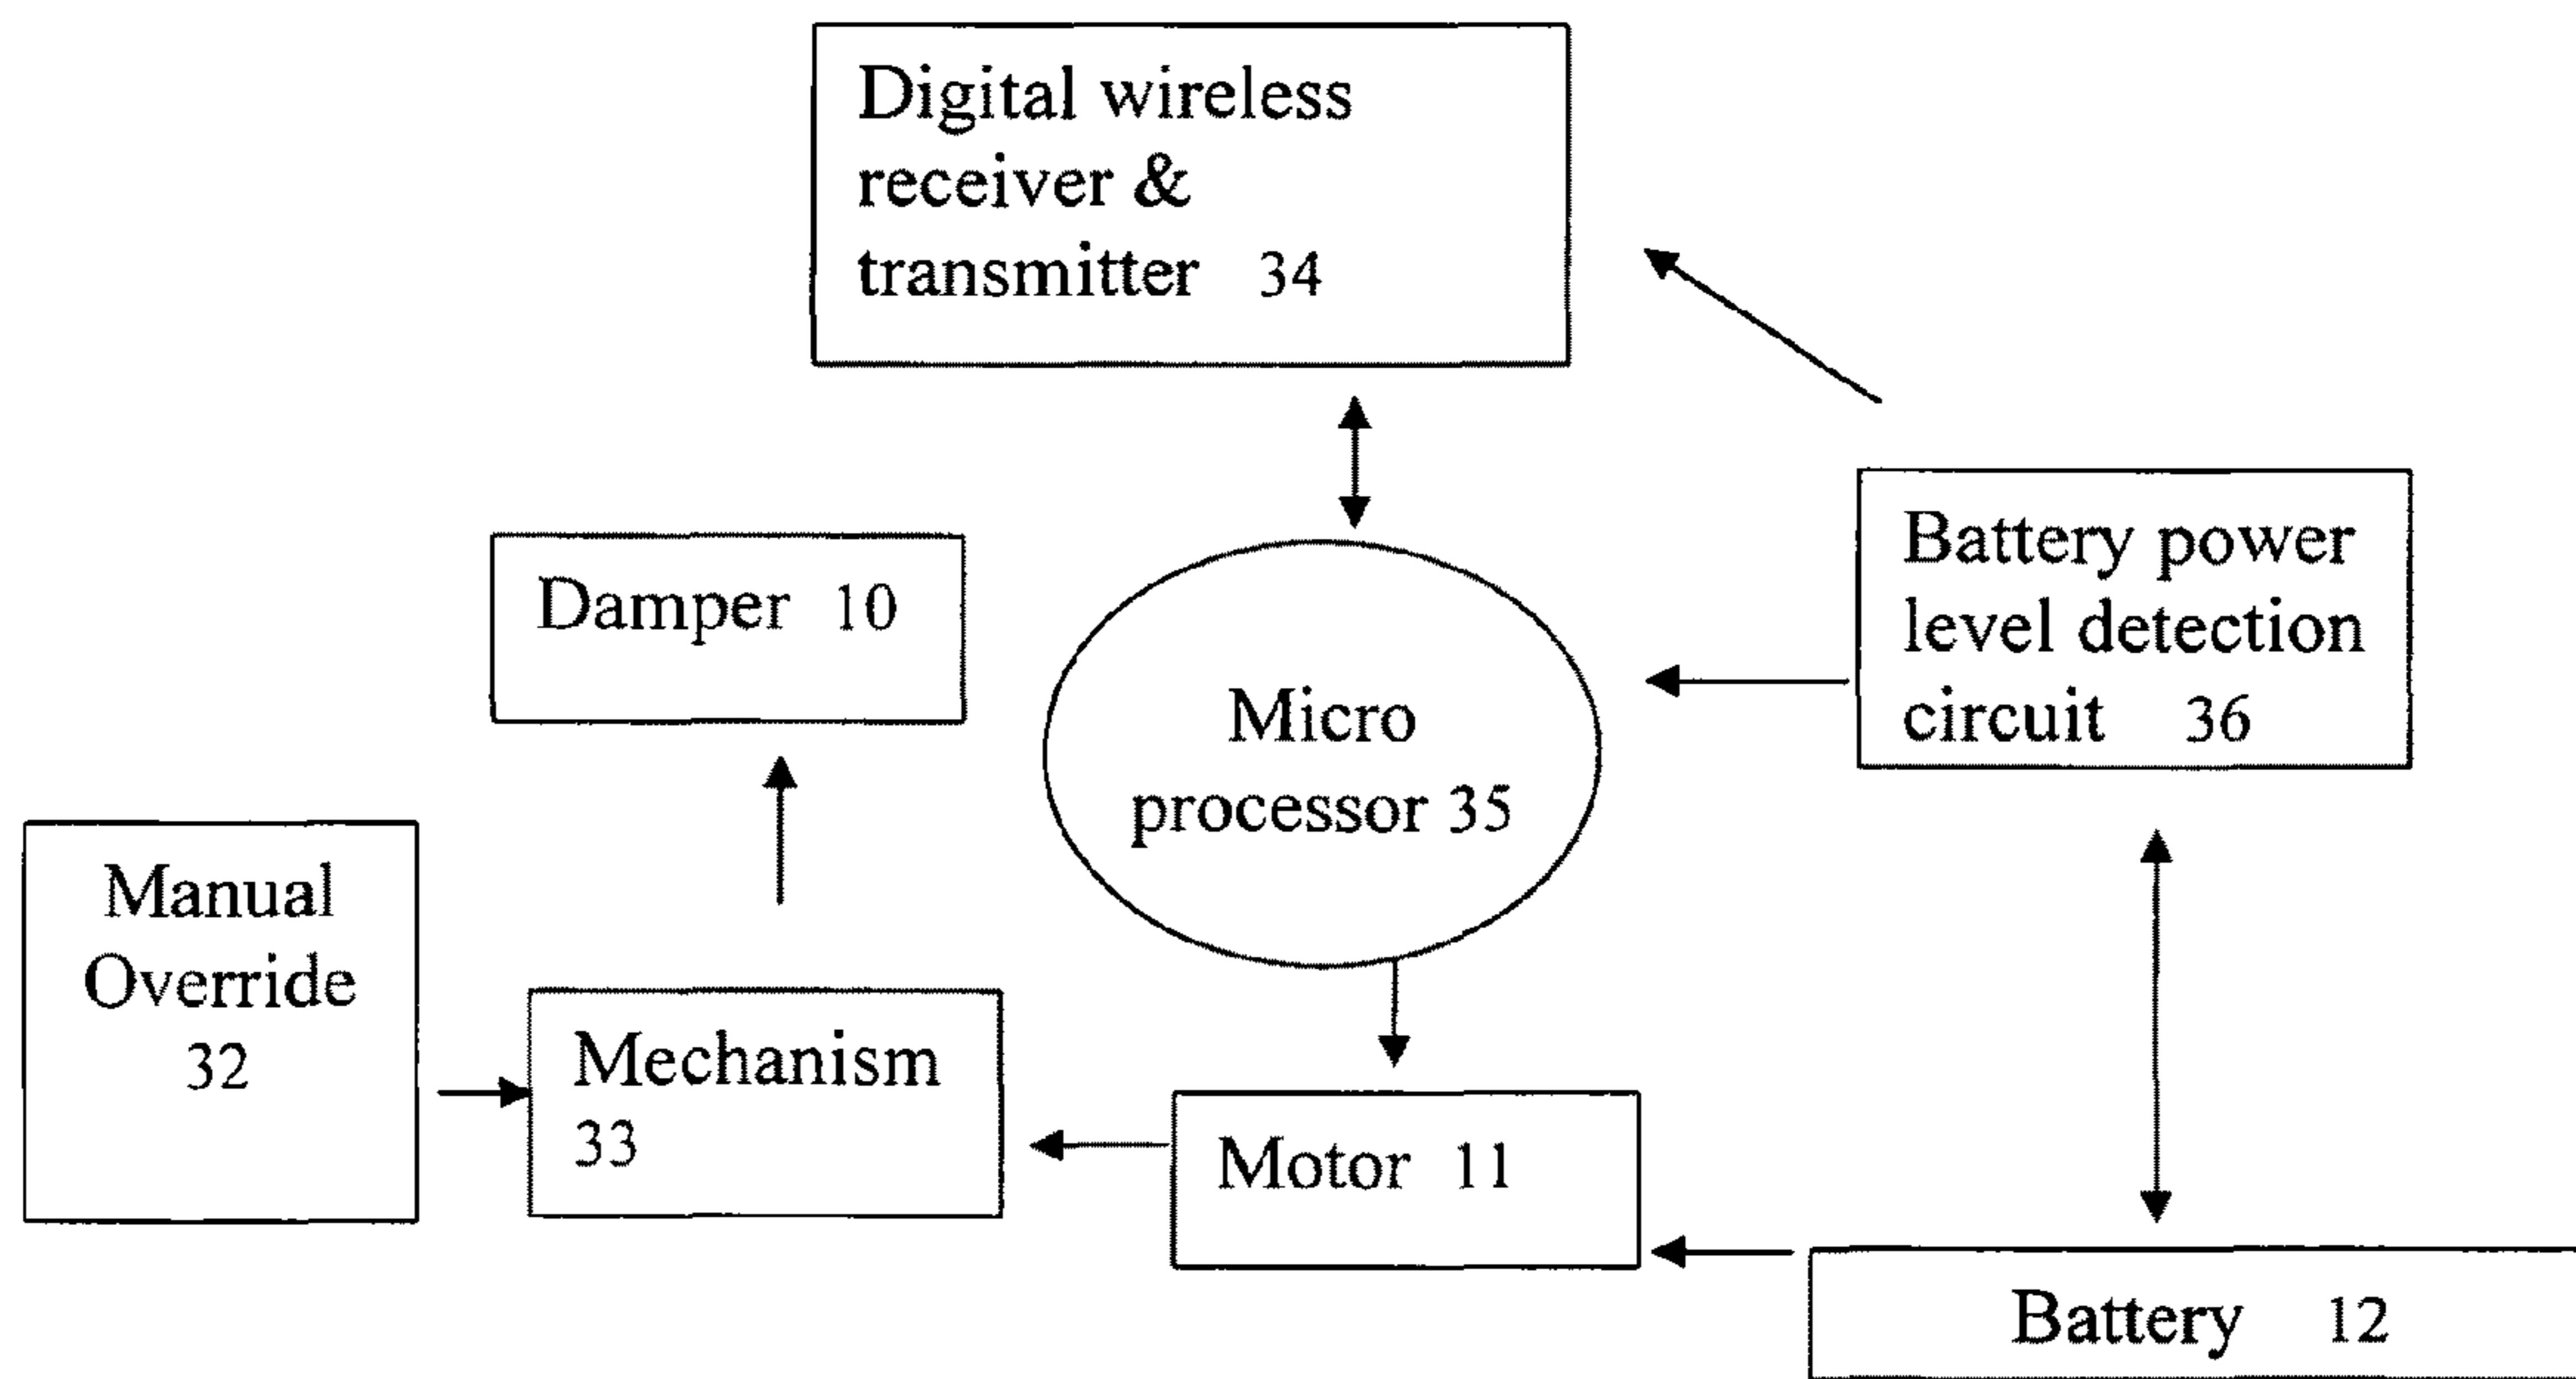 Digital wireless
receiver &
transmitter 34
Damper 10
Battery power
level detection
circuit 36
Micro
processor 35
Manual
Override
32
Mechanism
33
Motor 11
Battery 12